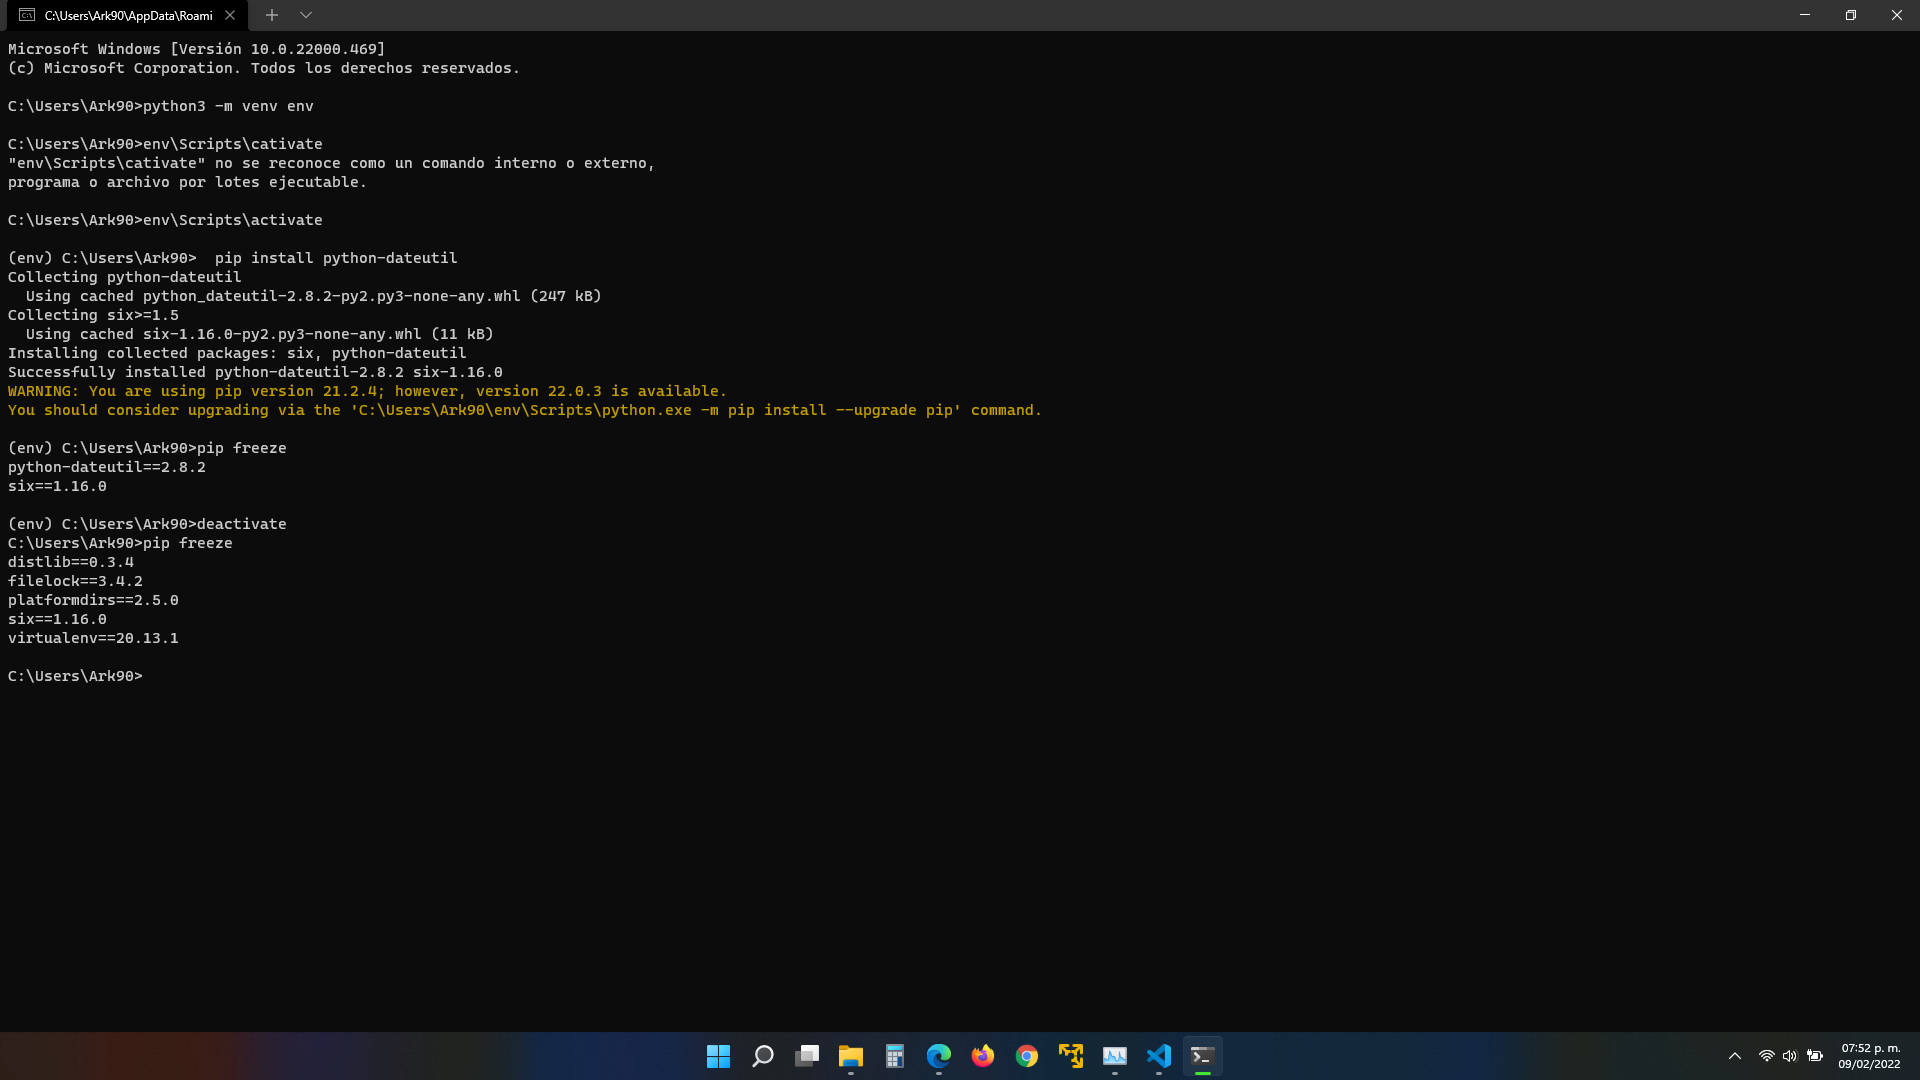 C:\Users\Ark90\AppData\Roami
Microsoft Windows [Versión 10.0.22000.469]
(c) Microsoft Corporation. Todos los derechos reservados.
C:\Users\Ark90>python3 -m venv env
C:\Users\Ark90>env\Scripts\cativate
"env\Scripts\cativate" no se reconoce como un comando interno o externo,
programa o archivo por lotes ejecutable.
C:\Users\Ark90>env\Scripts\activate
(env) C:\Users\Ark90>  pip install python-dateutil
Collecting python-dateutil
  Using cached python_dateutil-2.8.2-py2.py3-none-any.whl (247 kB)
Collecting six>=1.5
  Using cached six-1.16.0-py2.py3-none-any.whl (11 kB)
Installing collected packages: six, python-dateutil
Successfully installed python-dateutil-2.8.2 six-1.16.0
WARNING: You are using pip version 21.2.4; however, version 22.0.3 is available.
You should consider upgrading via the 'C:\Users\Ark90\env\Scripts\python.exe -m pip install --upgrade pip' command.
(env) C:\Users\Ark90>pip freeze
python-dateutil==2.8.2
six==1.16.0
(env) C:\Users\Ark90>deactivate
C:\Users\Ark90>pip freeze
distlib==0.3.4
filelock==3.4.2
platformdirs==2.5.0
six==1.16.0
virtualenv==20.13.1
C:\Users\Ark90>
07:52 p. m.
09/02/2022